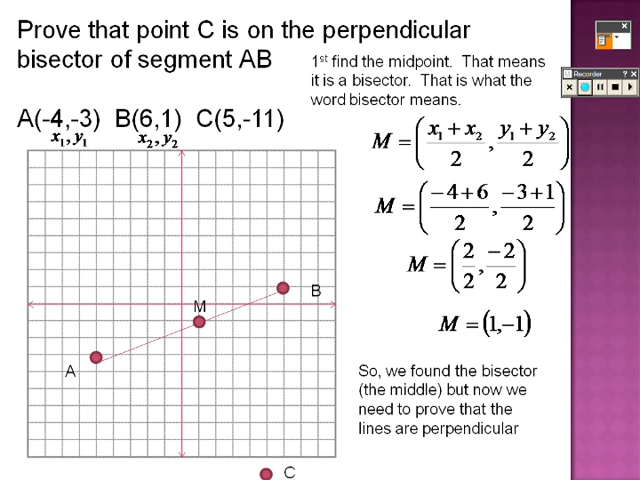 Prove that point C is on the perpendicular
bisector of segment AB
1st find the midpoint. That means
it is a bisector. That is what the
word bisector means.
A(-4,-3) B(6,1) C(5,-11)
x₁, y₁ x₂, y₂
M = (x₁ + x₂ / 2, y₁ + y₂ / 2)
M = (−4 + 6 / 2, −3 + 1 / 2)
M = (2 / 2, −2 / 2)
M = (1, −1)
B
M
A
C
So, we found the bisector
(the middle) but now we
need to prove that the
lines are perpendicular
Recorder